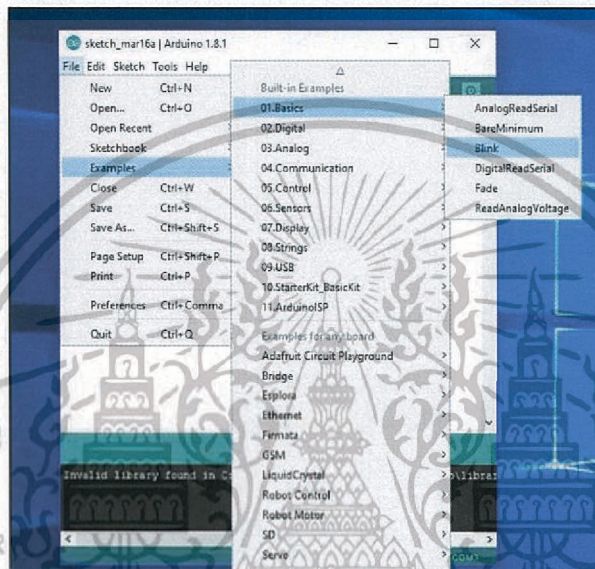 sketch_mar16a | Arduino 1.8.1
File Edit Sketch Tools Help
New Ctrl+N
Open... Ctrl+O
Open Recent
Sketchbook
Examples
Close Ctrl+W
Save Ctrl+S
Save As... Ctrl+Shift+S
Page Setup Ctrl+Shift+P
Print Ctrl+P
Preferences Ctrl+Comma
Quit Ctrl+Q
Built-in Examples
01.Basics
02.Digital
03.Analog
04.Communication
05.Control
06.Sensors
07.Display
08.Strings
09.USB
10.StarterKit_BasicKit
11.ArduinoISP
Examples for any board
Adafruit Circuit Playground
Bridge
Esplora
Ethernet
Firmata
GSM
LiquidCrystal
Robot Control
Robot Motor
SD
Servo
AnalogReadSerial
BareMinimum
Blink
DigitalReadSerial
Fade
ReadAnalogVoltage
Invalid library found in